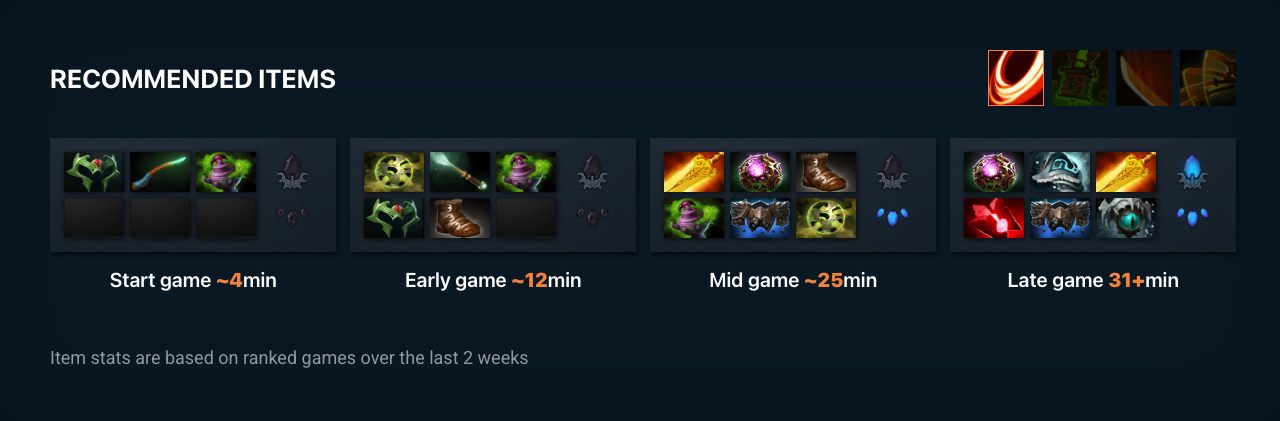 RECOMMENDED ITEMS
Start game ~4min
Early game ~12min
Mid game ~25min
Late game 31+min
Item stats are based on ranked games over the last 2 weeks